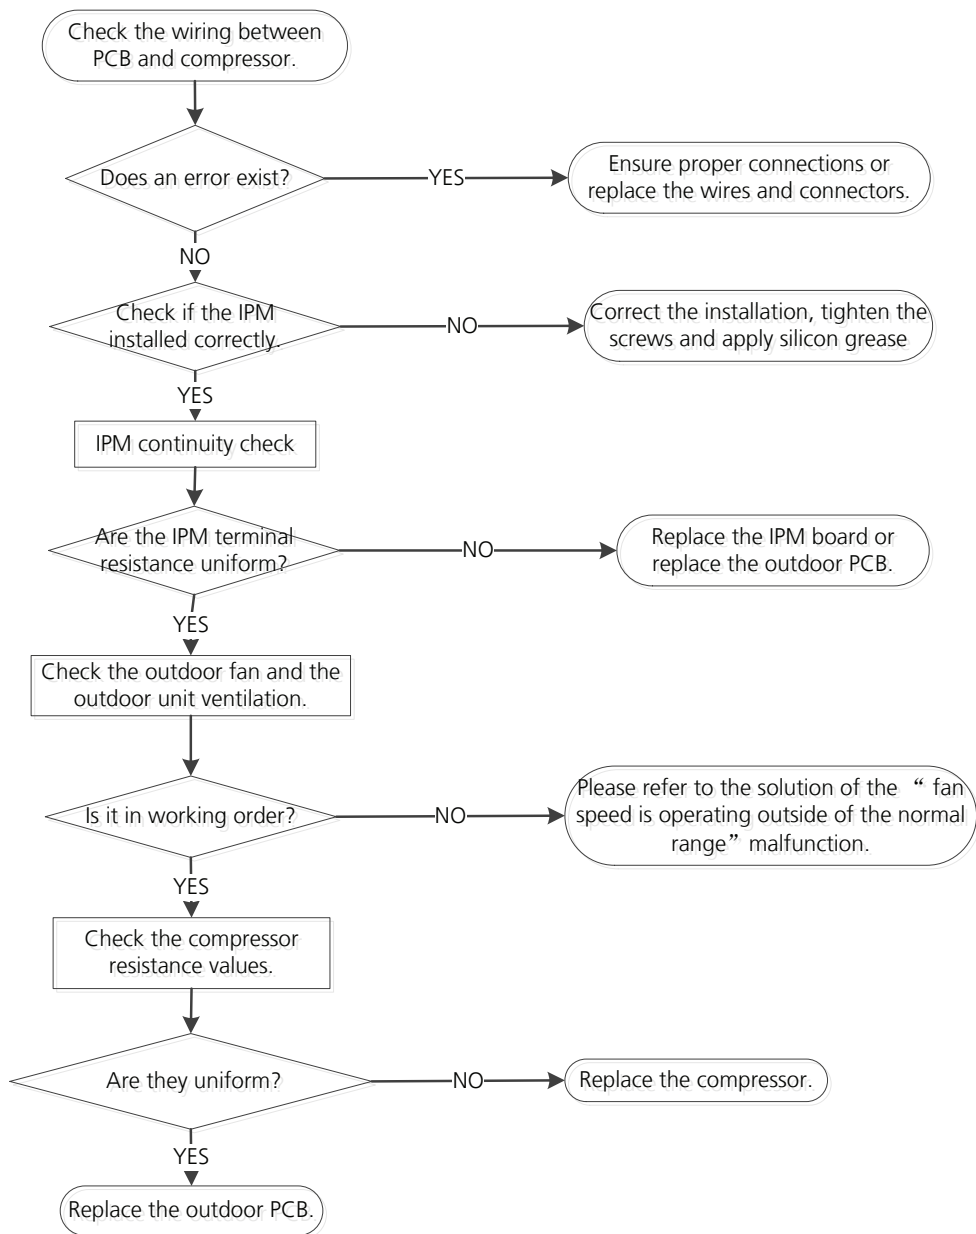 Check the wiring between
PCB and compressor.
Does an error exist?
YES
Ensure proper connections or
replace the wires and connectors.
NO
Check if the IPM
installed correctly.
NO
Correct the installation, tighten the
screws and apply silicon grease
YES
IPM continuity check
Are the IPM terminal
resistance uniform?
NO
Replace the IPM board or
replace the outdoor PCB.
YES
Check the outdoor fan and the
outdoor unit ventilation.
Is it in working order?
NO
Please refer to the solution of the “ fan
speed is operating outside of the normal
range” malfunction.
YES
Check the compressor
resistance values.
Are they uniform?
NO
Replace the compressor.
YES
Replace the outdoor PCB.